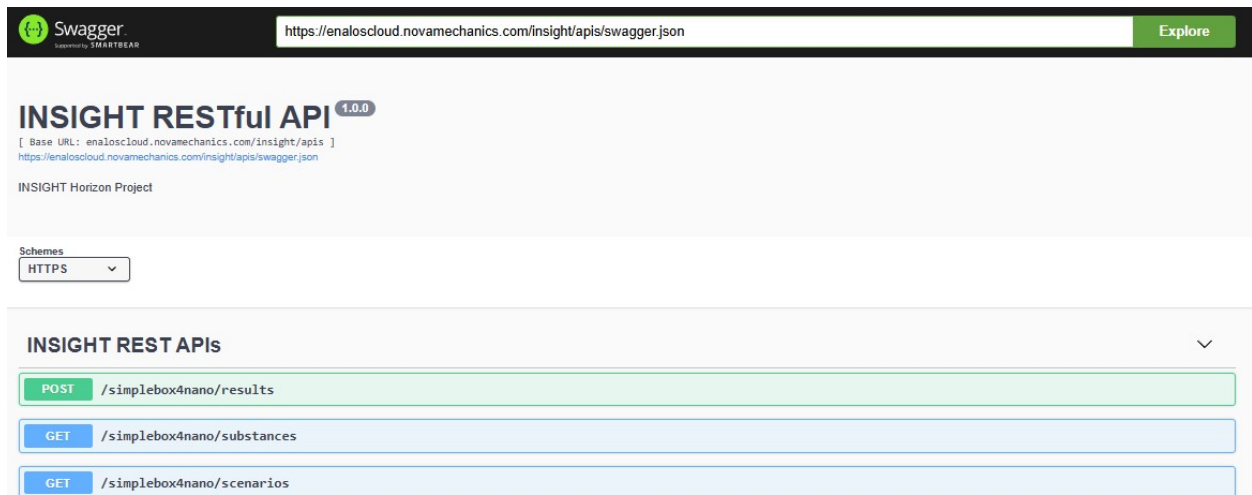 Swagger.
Supported by SMARTBEAR
https://enaloscloud.novamechanics.com/insight/apis/swagger.json
Explore
INSIGHT RESTful API 1.0.0
[ Base URL: enaloscloud.novamechanics.com/insight/apis ]
https://enaloscloud.novamechanics.com/insight/apis/swagger.json
INSIGHT Horizon Project
Schemes
HTTPS
INSIGHT REST APIs
POST /simplebox4nano/results
GET /simplebox4nano/substances
GET /simplebox4nano/scenarios